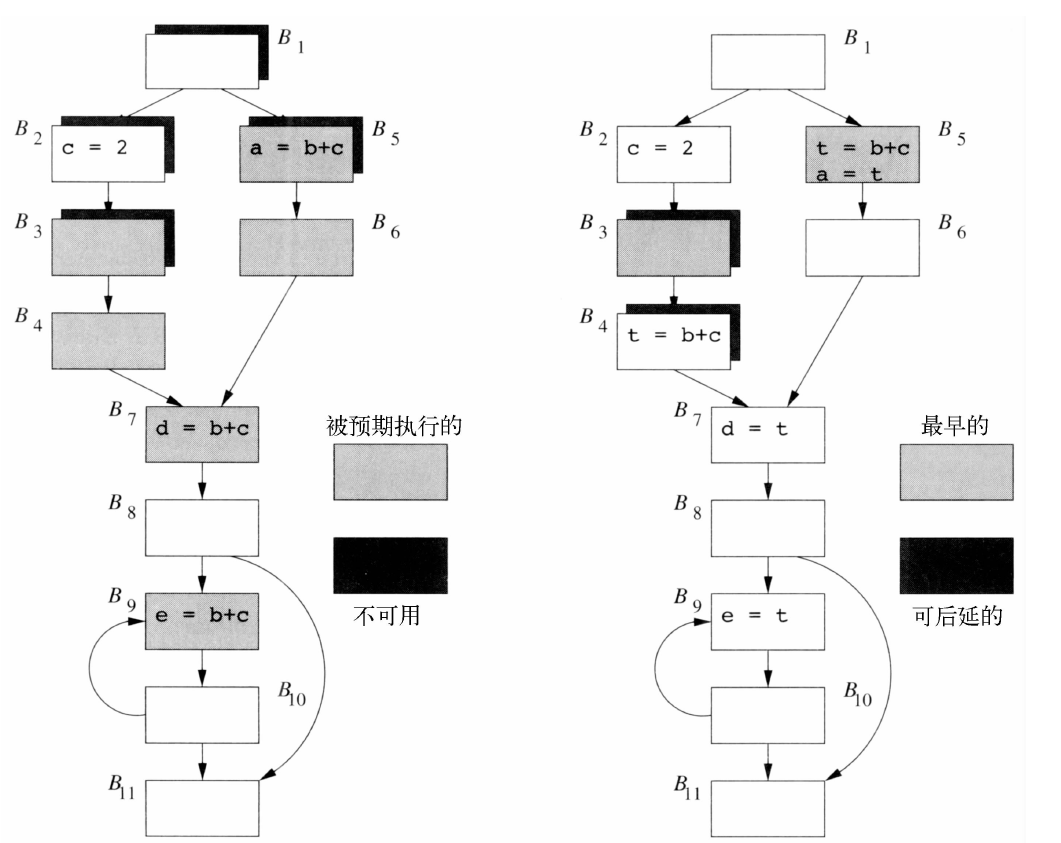 B1
B2
c = 2
a = b+c
B5
B3
B6
B4
B7
d = b+c
被预期执行的
B8
不可用
B9
e = b+c
B10
B11
B1
B2
c = 2
t = b+c
a = t
B5
B3
B6
B4
t = b+c
B7
d = t
最早的
B8
可后延的
B9
e = t
B10
B11